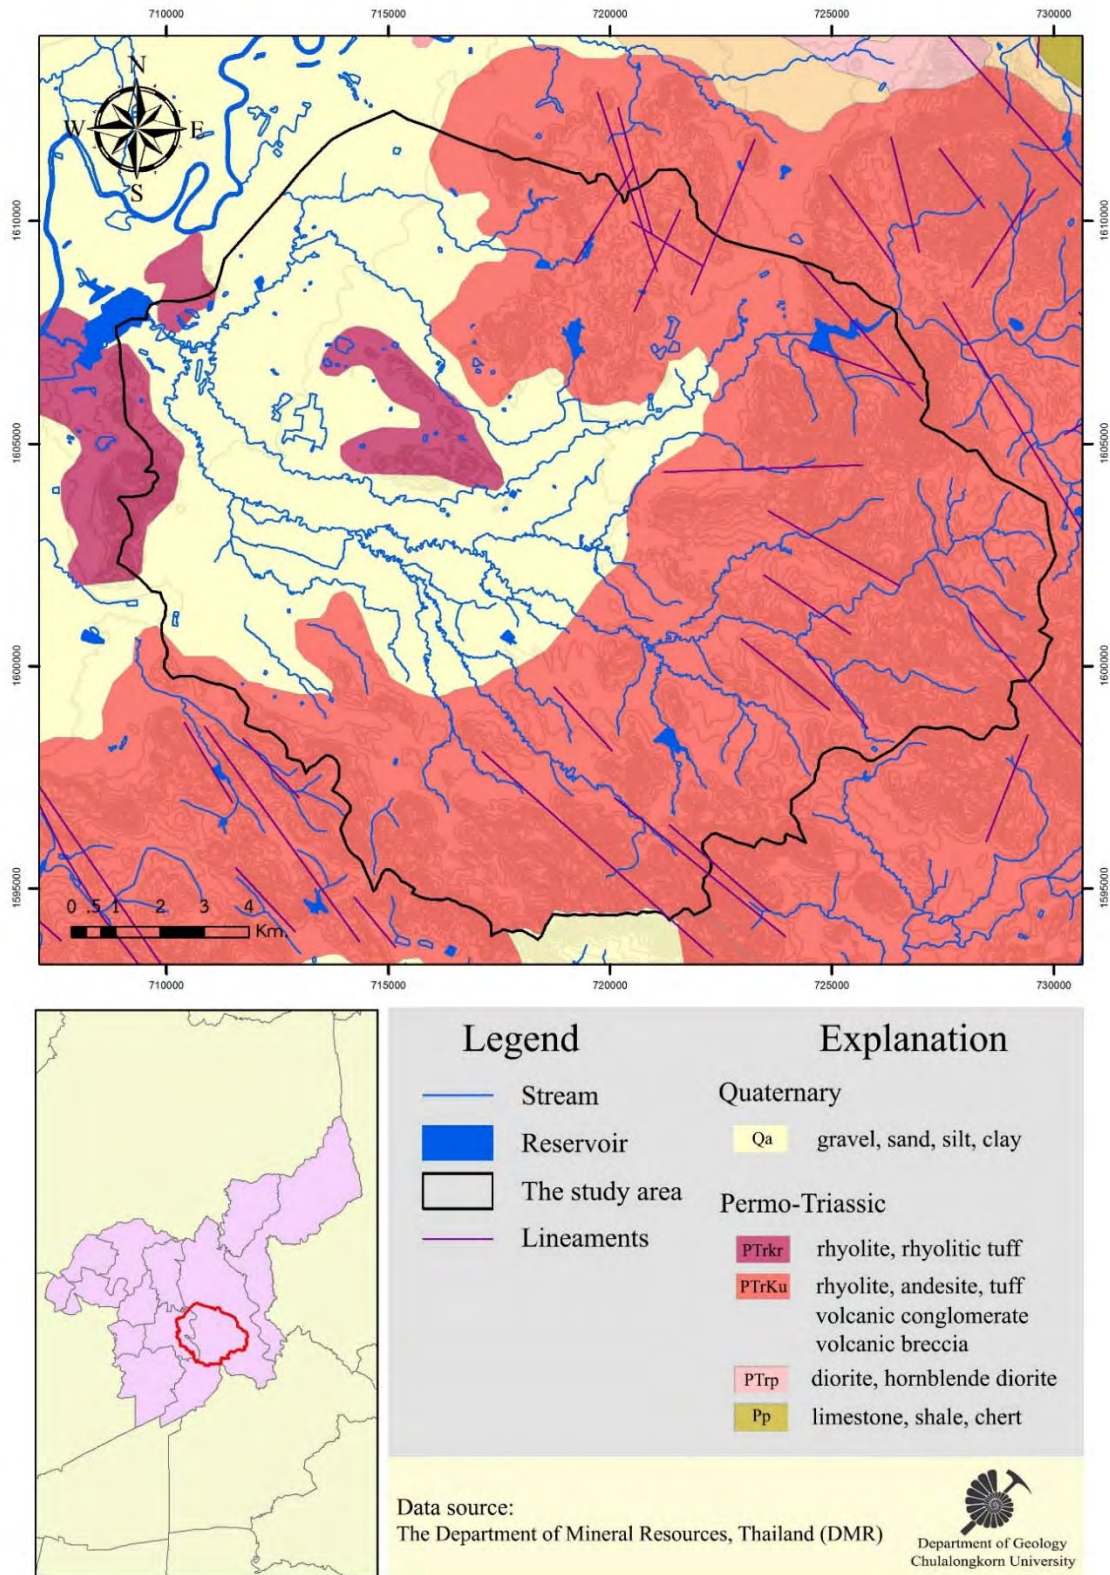 710000 715000 720000 725000 730000
N
W E
S
1610000 1610000
1605000 1605000
1600000 1600000
1595000 1595000
0 .5 1 2 3 4
Km.
710000 715000 720000 725000 730000
Legend
Stream
Reservoir
The study area
Lineaments
Explanation
Quaternary
Qa gravel, sand, silt, clay
Permo-Triassic
PTrkr rhyolite, rhyolitic tuff
PTrKu rhyolite, andesite, tuff
volcanic conglomerate
volcanic breccia
PTrp diorite, hornblende diorite
Pp limestone, shale, chert
Data source:
The Department of Mineral Resources, Thailand (DMR)
Department of Geology
Chulalongkorn University